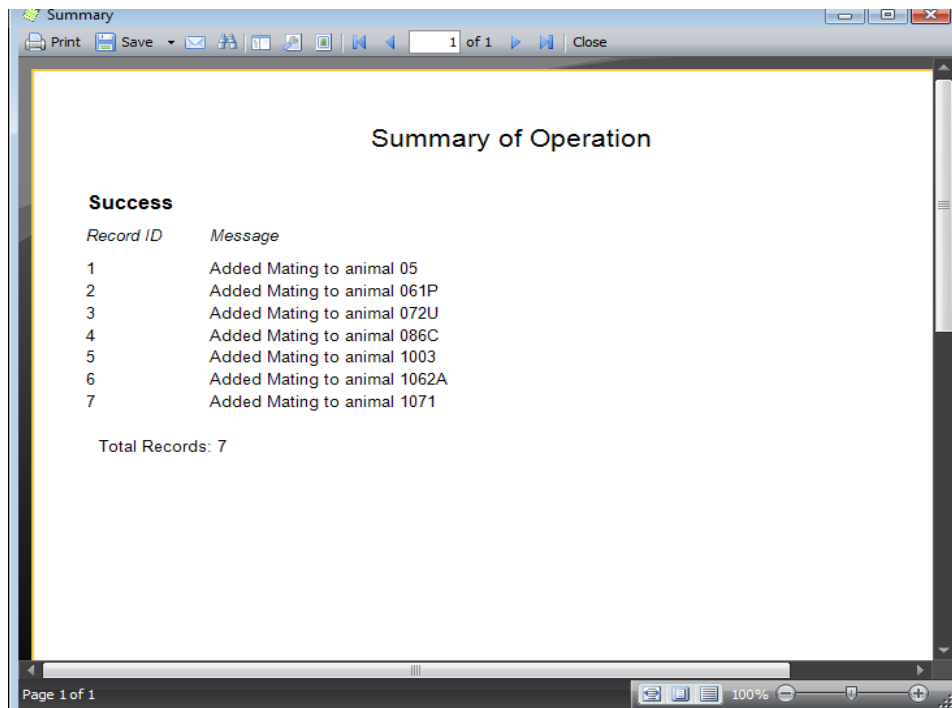 Summary
Print Save 1 of 1 Close
Summary of Operation
Success
Record ID Message
1 Added Mating to animal 05
2 Added Mating to animal 061P
3 Added Mating to animal 072U
4 Added Mating to animal 086C
5 Added Mating to animal 1003
6 Added Mating to animal 1062A
7 Added Mating to animal 1071
Total Records: 7
Page 1 of 1 100%